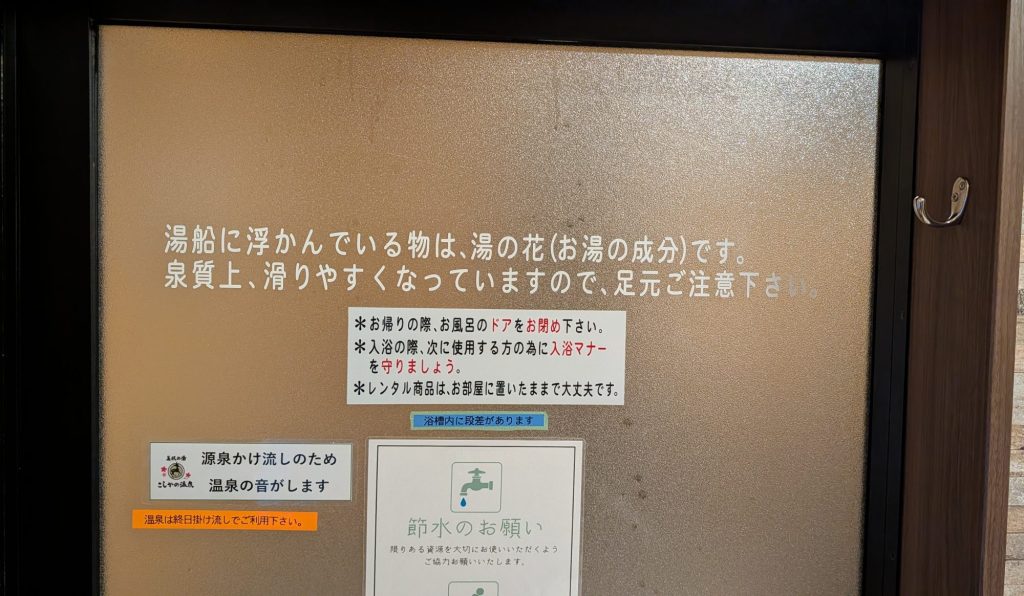 湯船に浮かんでいる物は、湯の花(お湯の成分)です。
泉質上、滑りやすくなっていますので、足元ご注意下さい。
＊お帰りの際、お風呂のドアをお閉め下さい。
＊入浴の際、次に使用する方の為に入浴マナー
を守りましょう。
＊レンタル商品は、お部屋に置いたままで大丈夫です。
浴槽内に段差があります
美肌の湯
こしかの温泉
源泉かけ流しのため
温泉の音がします
温泉は終日掛け流しでご利用下さい。
節水のお願い
限りある資源を大切にお使いいただくよう
ご協力お願いいたします。